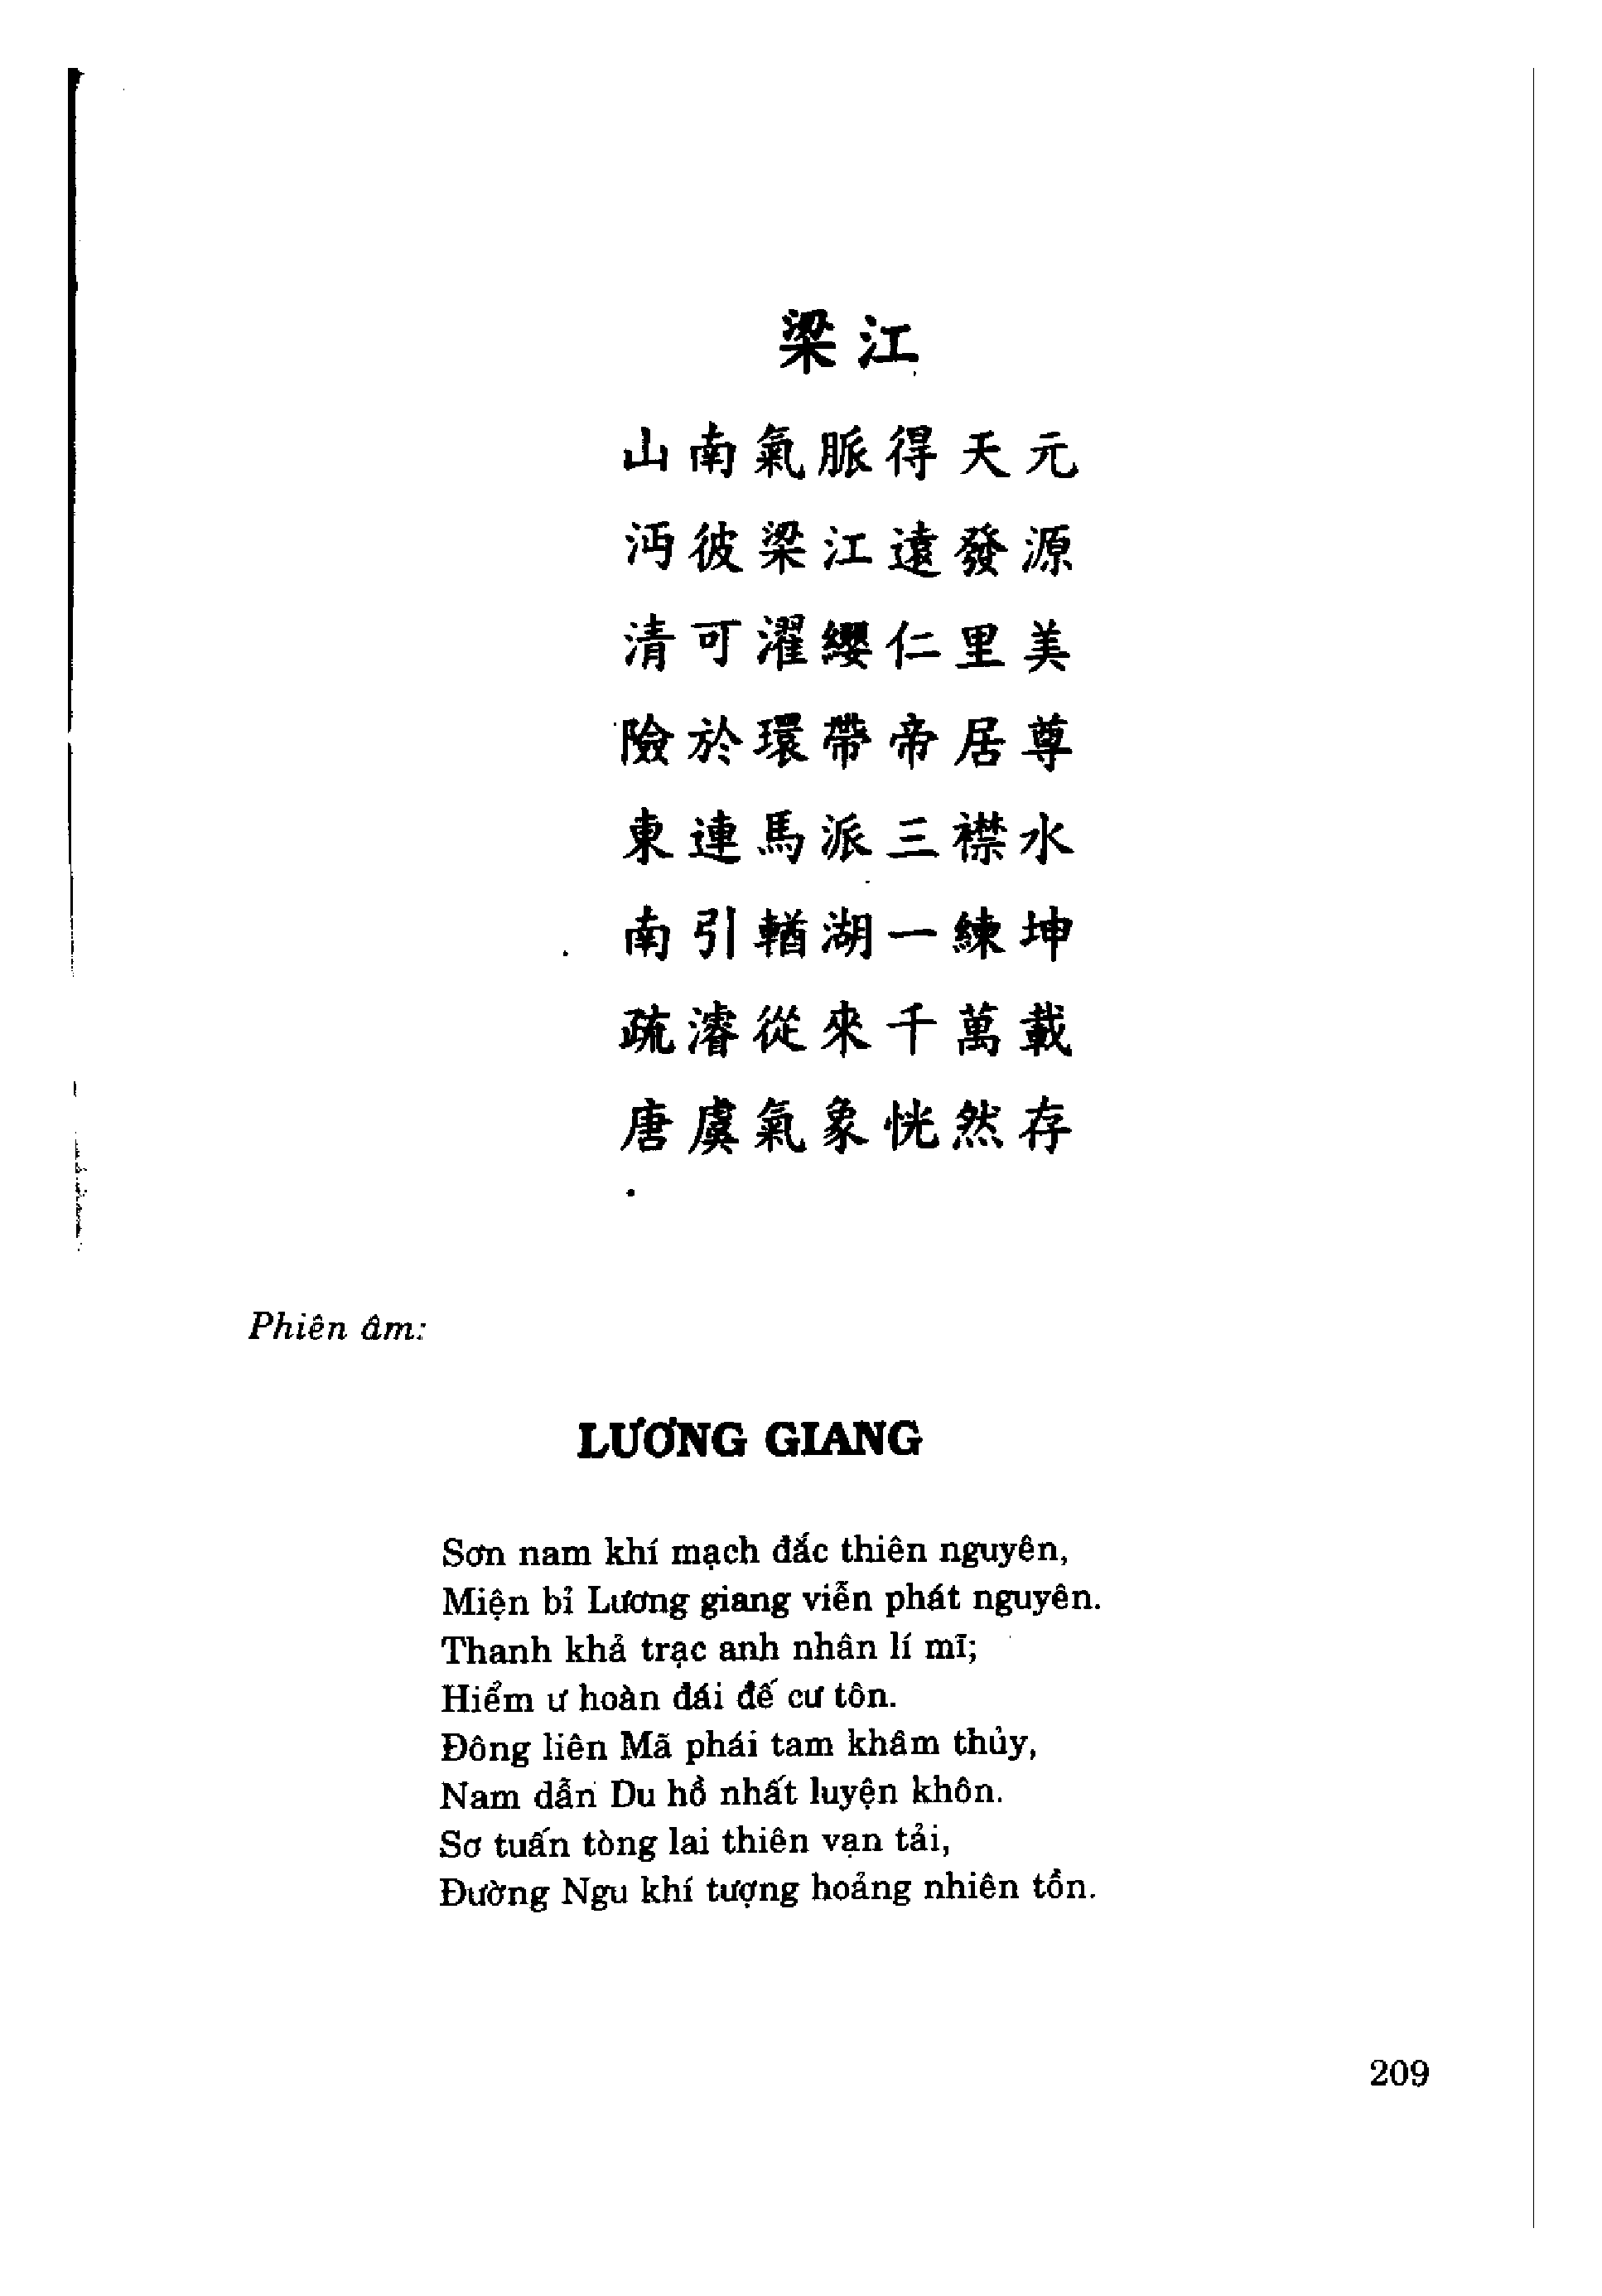 梁江
山南氣脈得天元
沔彼梁江遠發源
清可濯纓仁里美
險於環帶帝居尊
東連馬派三襟水
南引輶湖一練坤
疏濬從來千萬載
唐虞氣象恍然存
Phiên âm:
LƯƠNG GIANG
Sơn nam khí mạch đắc thiên nguyên,
Miện bỉ Lương giang viễn phát nguyên.
Thanh khả trạc anh nhân lí mĩ;
Hiểm ư hoàn đái đế cư tôn.
Đông liên Mã phái tam khâm thủy,
Nam dẫn Du hồ nhất luyện khôn.
Sơ tuấn tòng lai thiên vạn tải,
Đường Ngu khí tượng hoảng nhiên tồn.
209